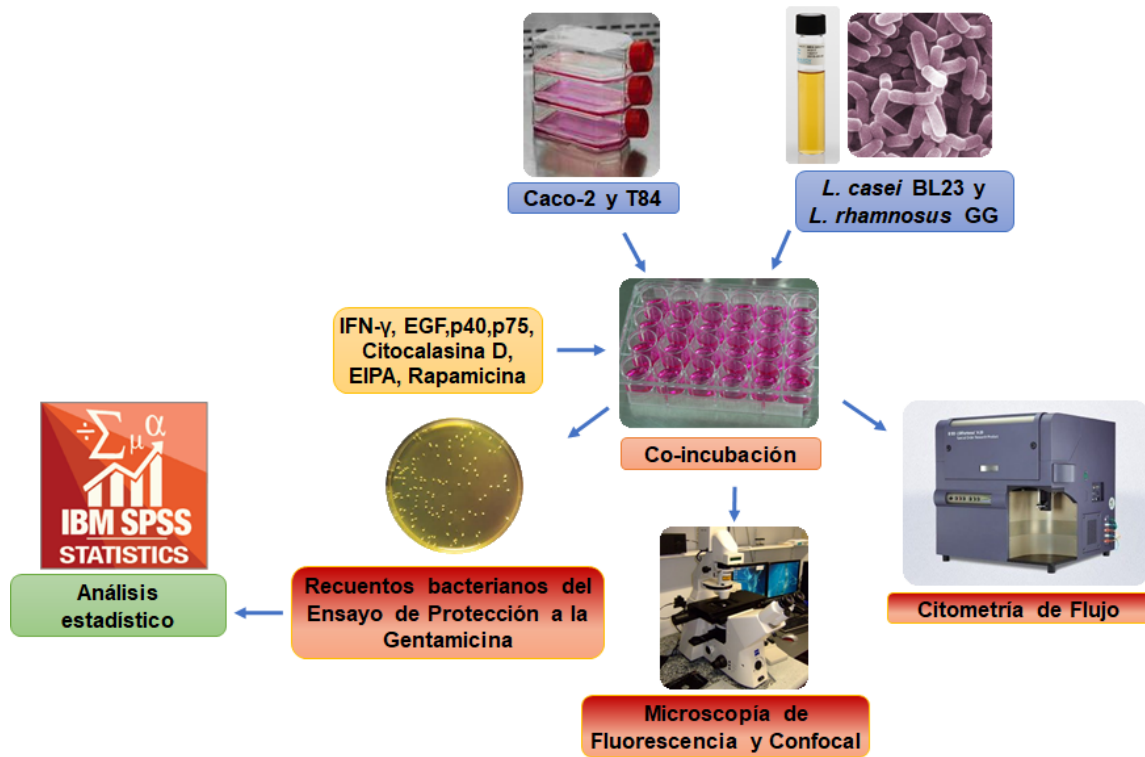 Caco-2 y T84
L. casei BL23 y
L. rhamnosus GG
IFN-γ, EGF,p40,p75,
Citocalasina D,
EIPA, Rapamicina
Co-incubación
÷Σμα
IBM SPSS
STATISTICS
Análisis
estadístico
Recuentos bacterianos del
Ensayo de Protección a la
Gentamicina
Microscopía de
Fluorescencia y Confocal
Citometría de Flujo